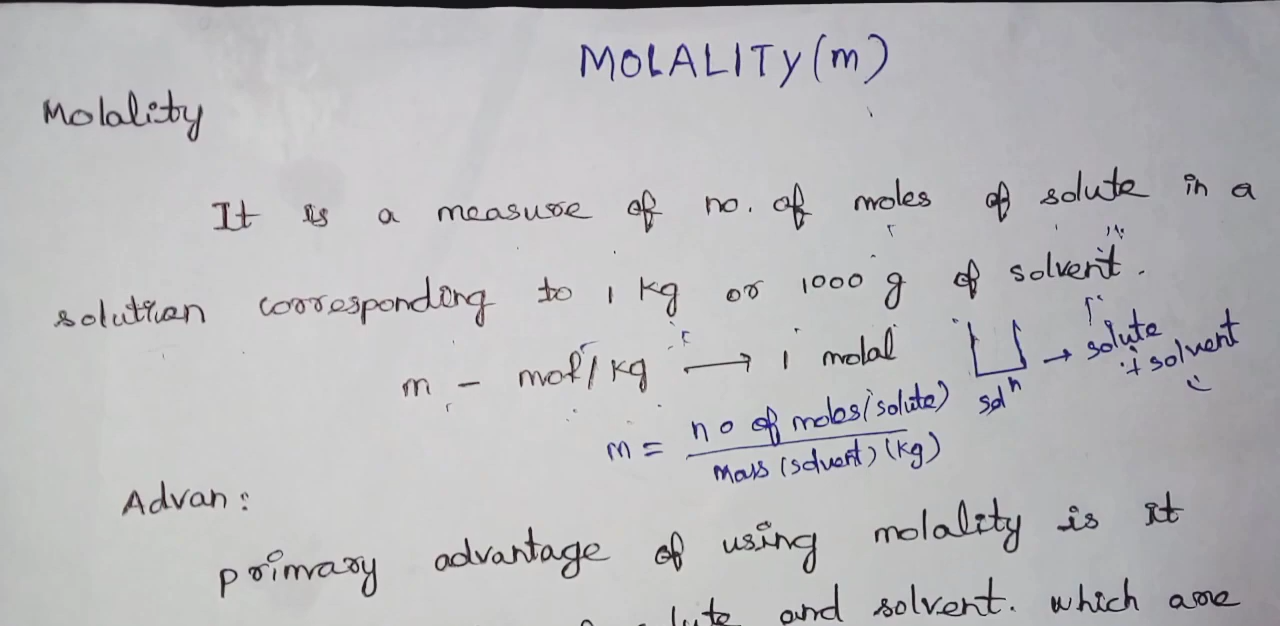 MOLALITY(m)
Molality
It is a measure of no. of moles of solute in a
solution corresponding to 1 kg or 1000 g of solvent.
m - mol/kg → 1 molal
→ solute
+ solvent
solⁿ
m = no of moles (solute)
Mass (solvent) (kg)
Advan:
primary advantage of using molality is it
and solvent. which are